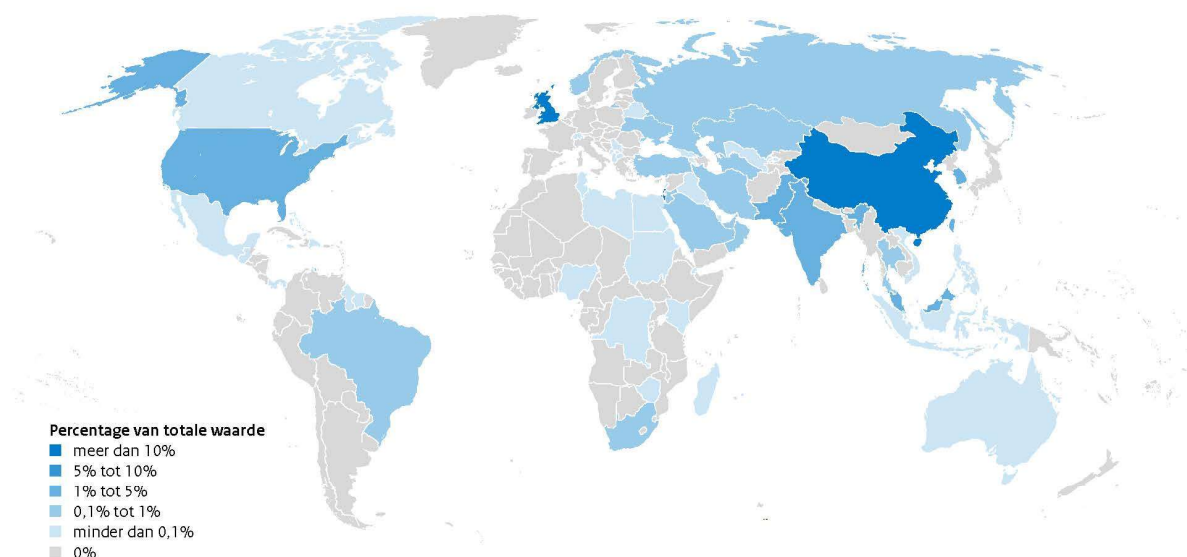 Percentage van totale waarde
meer dan 10%
5% tot 10%
1% tot 5%
0,1% tot 1%
minder dan 0,1%
0%